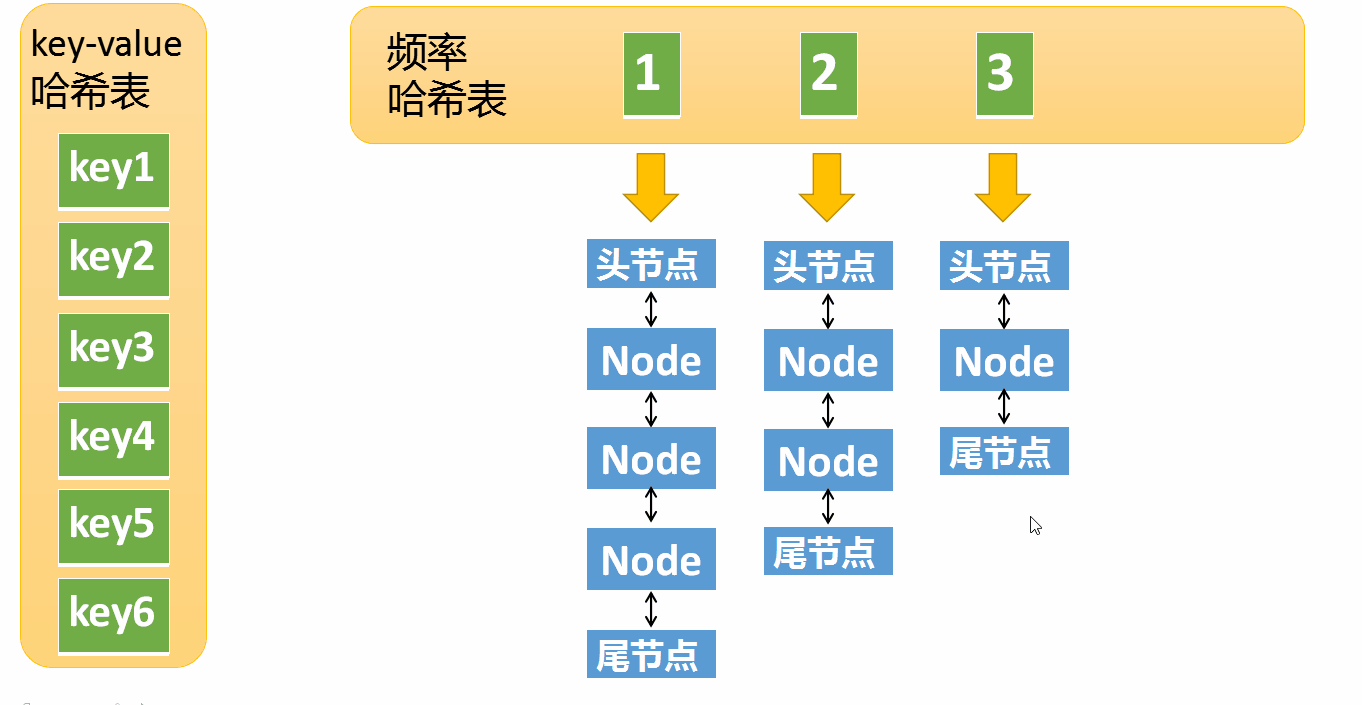 key-value
哈希表
key1
key2
key3
key4
key5
key6
频率
哈希表
1
2
3
头节点
Node
Node
Node
尾节点
头节点
Node
Node
尾节点
头节点
Node
尾节点